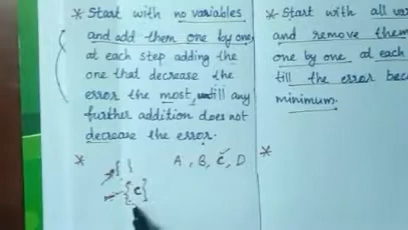 * Start with no variables
and add them one by one,
at each step adding the
one that decrease the
error the most, till any
further addition does not
decrease the error.
* { } A, B, C, D
{C}
* Start with all
and remove them
one by one at each
till the error
minimum.
*